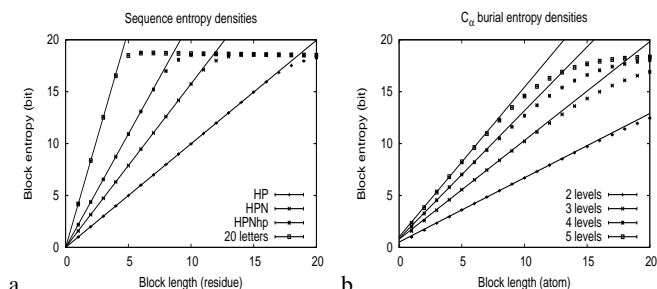 Sequence entropy densities
20
15
10
5
0
Block entropy (bit)
HP
HPN
HPNhp
20 letters
0 5 10 15 20
Block length (residue)
a
Cα burial entropy densities
20
15
10
5
0
Block entropy (bit)
2 levels
3 levels
4 levels
5 levels
0 5 10 15 20
Block length (atom)
b